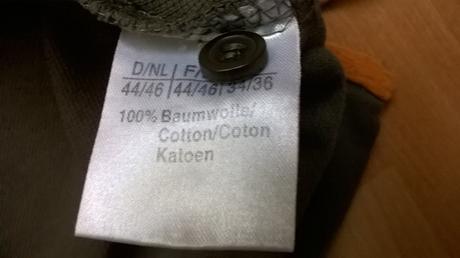 D/NL F/
44/46 44/46 34/36
100% Baumwolle/
Cotton/Coton
Katoen